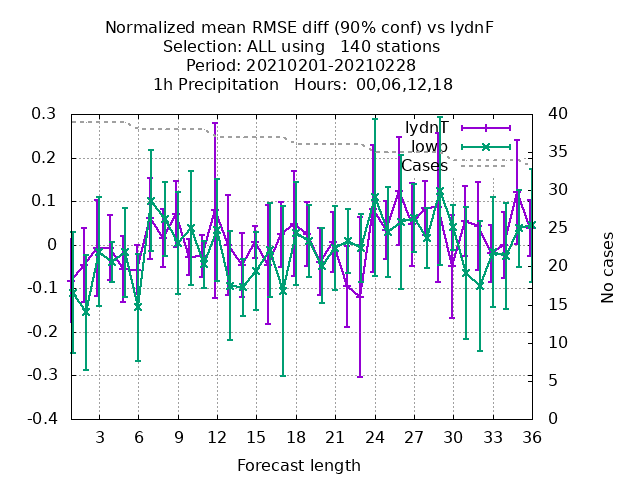 Normalized mean RMSE diff (90% conf) vs lydnF
Selection: ALL using   140 stations
Period: 20210201-20210228
1h Precipitation   Hours:  00,06,12,18
0.3
0.2
0.1
0
-0.1
-0.2
-0.3
-0.4
40
35
30
25
20
15
10
5
0
lydnT
lowp
Cases
No cases
3 6 9 12 15 18 21 24 27 30 33 36
Forecast length